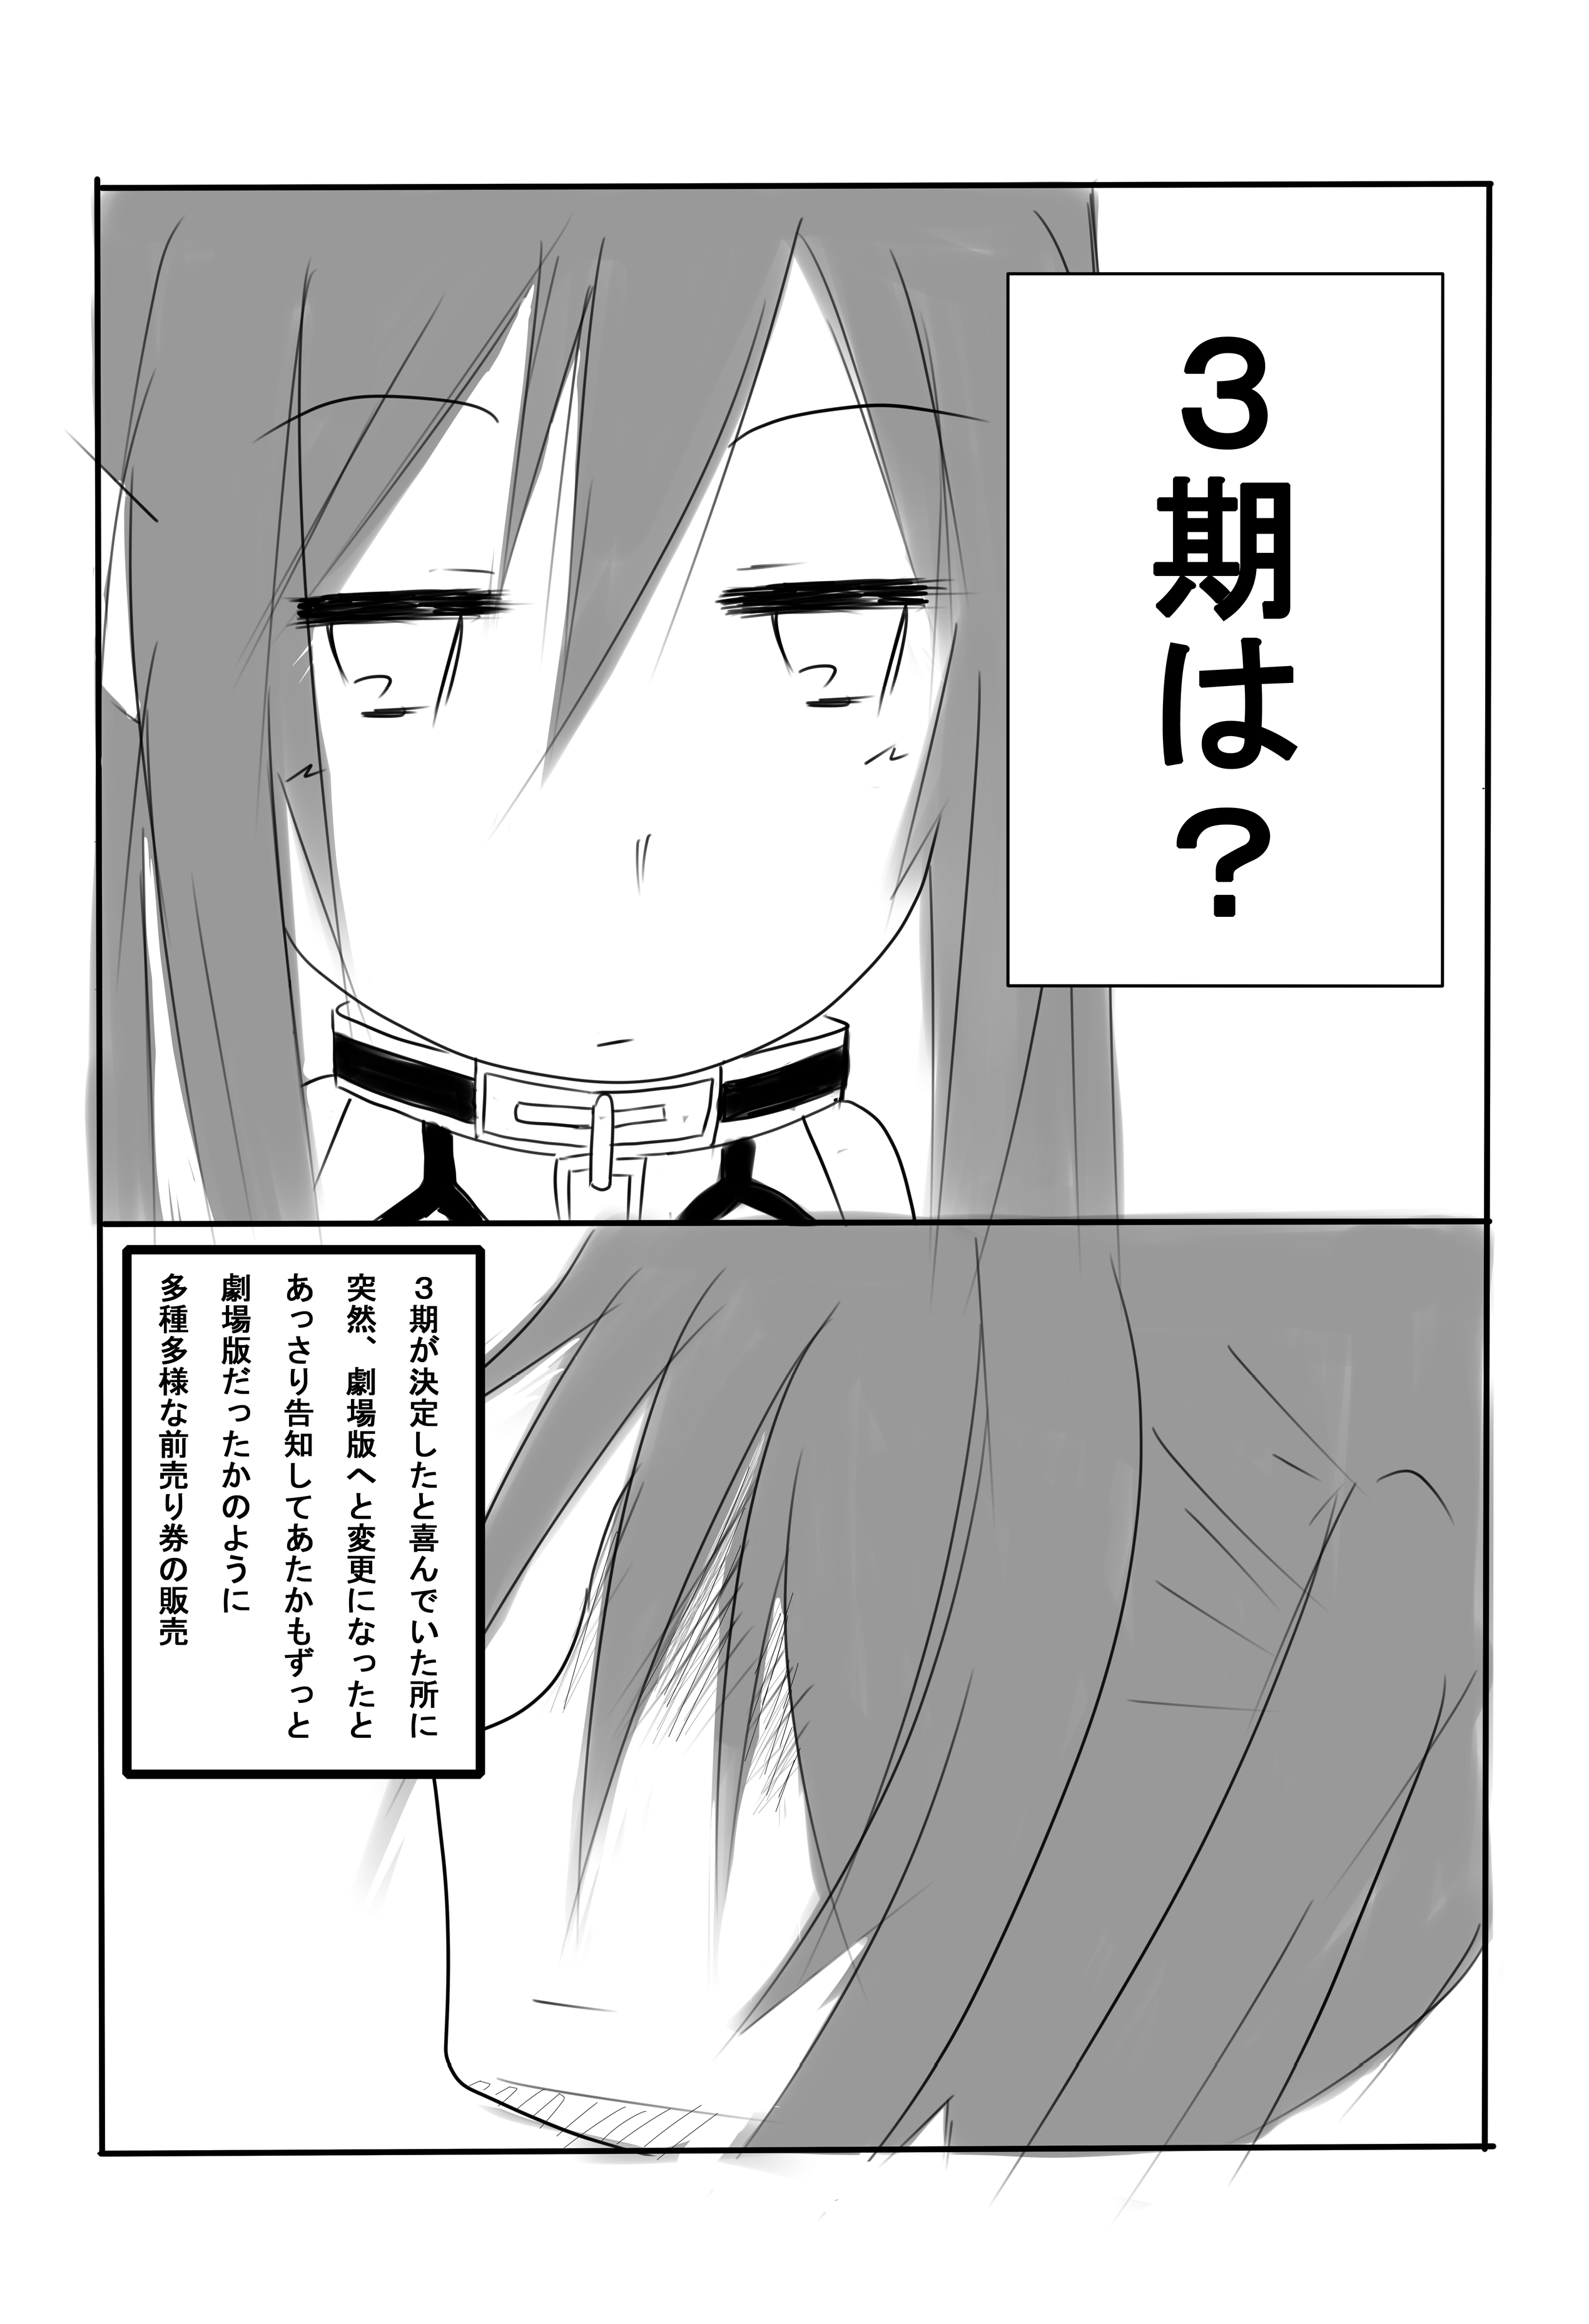 ３期は？
３期が決定したと喜んでいた所に
突然、劇場版へと変更になったと
あっさり告知してあたかもずっと
劇場版だったかのように
多種多様な前売り券の販売